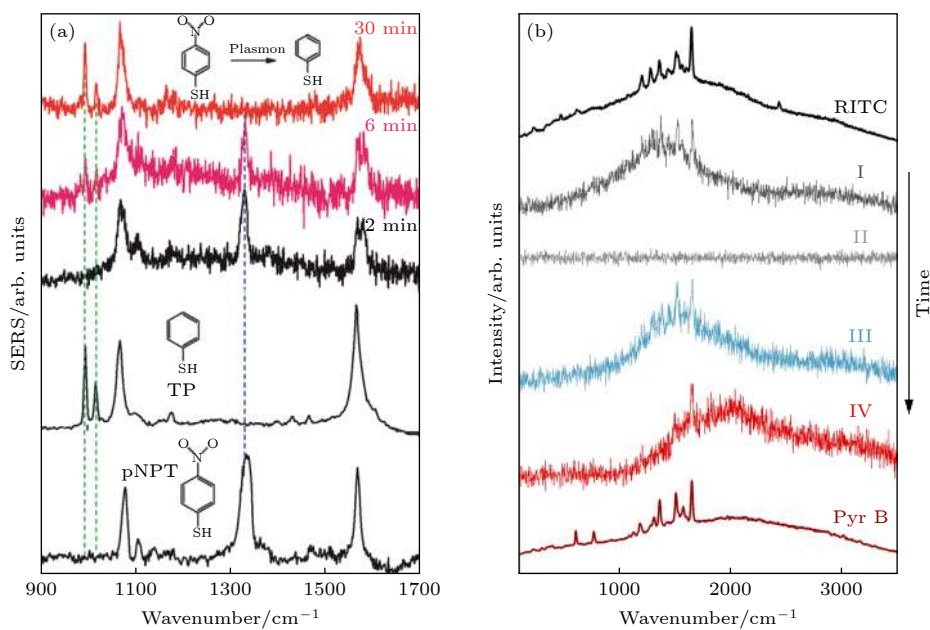 (a)
30 min
O O
N
Plasmon
SH
SH
6 min
2 min
SH
TP
O O
N
pNPT
SH
SERS/arb. units
900 1100 1300 1500 1700
Wavenumber/cm⁻¹
(b)
RITC
I
II
III
IV
Pyr B
Intensity/arb. units
Time
1000 2000 3000
Wavenumber/cm⁻¹